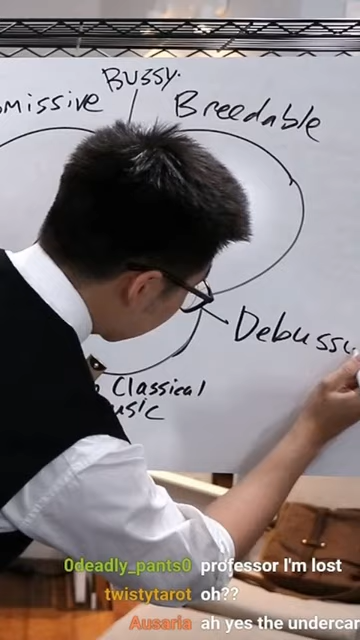 Bussy.
missive
Breedable
Debussy
Classical
usic
0deadly_pants0 professor I'm lost
twistytarot oh??
Ausaria ah yes the undercar